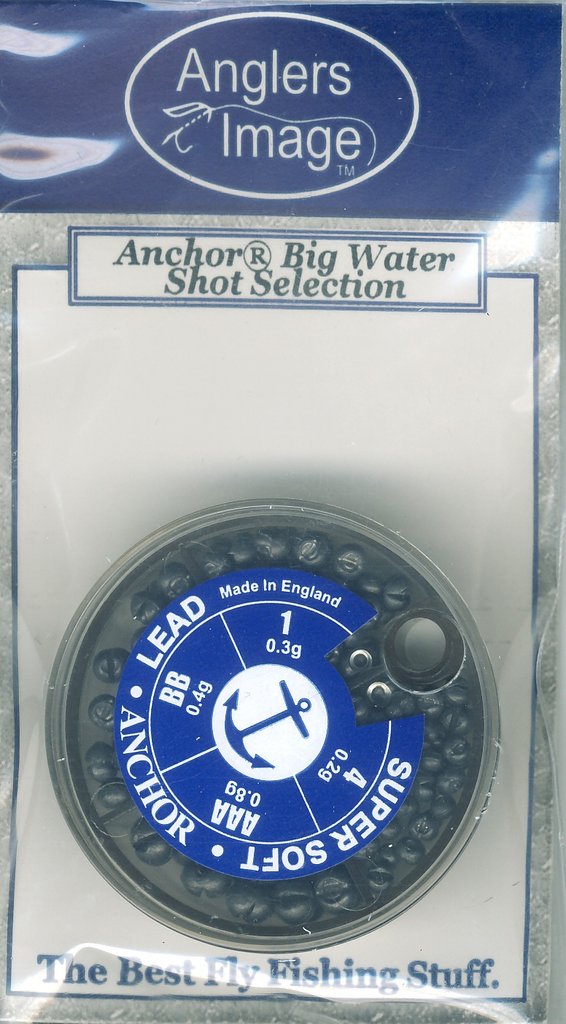 Anglers
Image
TM
Anchor® Big Water
Shot Selection
Made In England
LEAD
1
0.3g
BB
0.4g
4
0.2g
AAA
0.8g
ANCHOR
SUPER SOFT
The Best Fly Fishing Stuff.